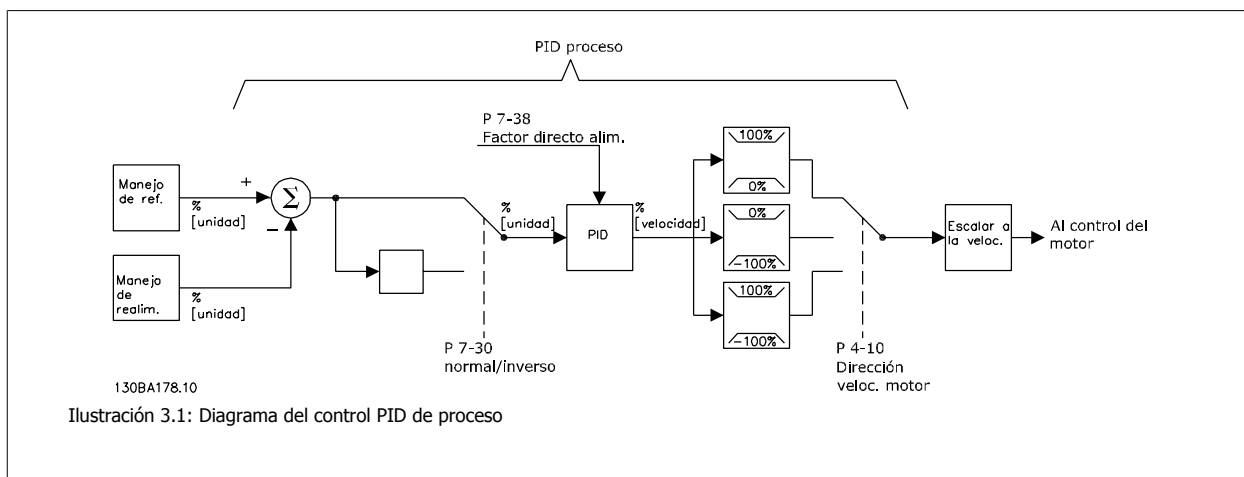 PID proceso
P 7-38
Factor directo alim.
Manejo
de ref.
+
%
[unidad]
Σ
−
Manejo
de
realim.
%
[unidad]
%
[unidad]
PID
%
[velocidad]
100%
0%
0%
−100%
100%
−100%
Escalar a
la veloc.
Al control del
motor
P 7-30
normal/inverso
P 4-10
Dirección
veloc. motor
130BA178.10
Ilustración 3.1: Diagrama del control PID de proceso